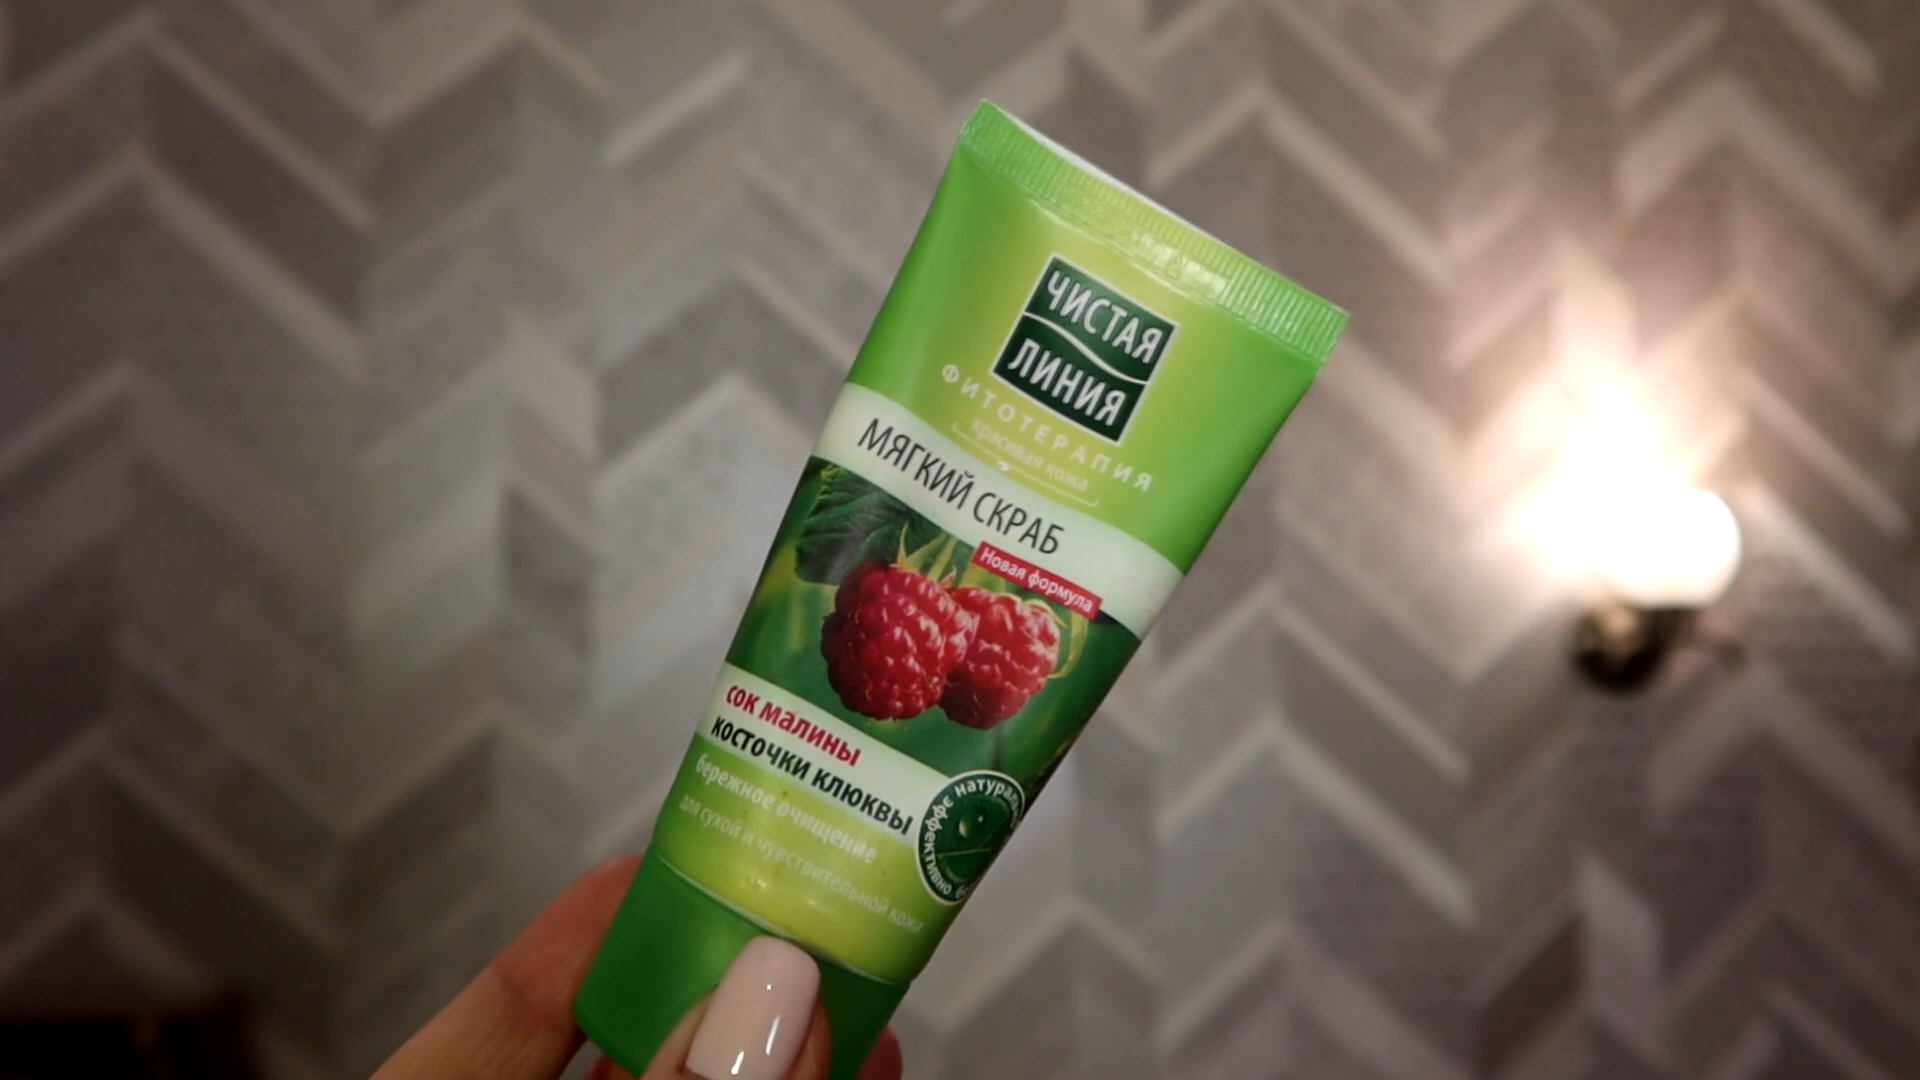 ЧИСТАЯ
ЛИНИЯ
ФИТОТЕРАПИЯ
красивая кожа
МЯГКИЙ СКРАБ
Новая формула
сок малины
косточки клюквы
бережное очищение
для сухой и чувствительной кожи
эффективно